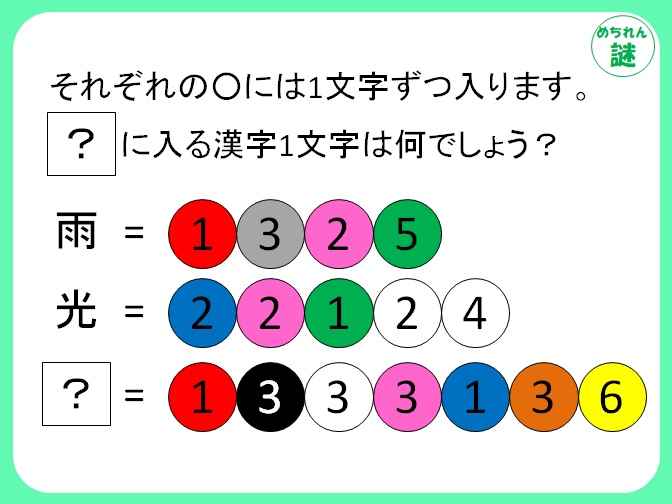 めちれん
謎
それぞれの〇には1文字ずつ入ります。
? に入る漢字1文字は何でしょう?
雨 = 1 3 2 5
光 = 2 2 1 2 4
? = 1 3 3 3 1 3 6